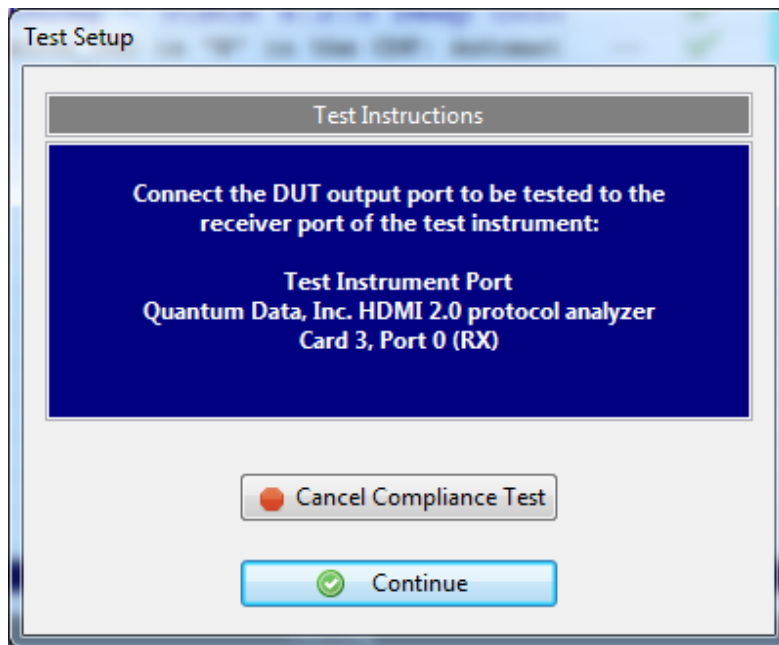 Test Setup
Test Instructions
Connect the DUT output port to be tested to the
receiver port of the test instrument:
Test Instrument Port
Quantum Data, Inc. HDMI 2.0 protocol analyzer
Card 3, Port 0 (RX)
Cancel Compliance Test
Continue